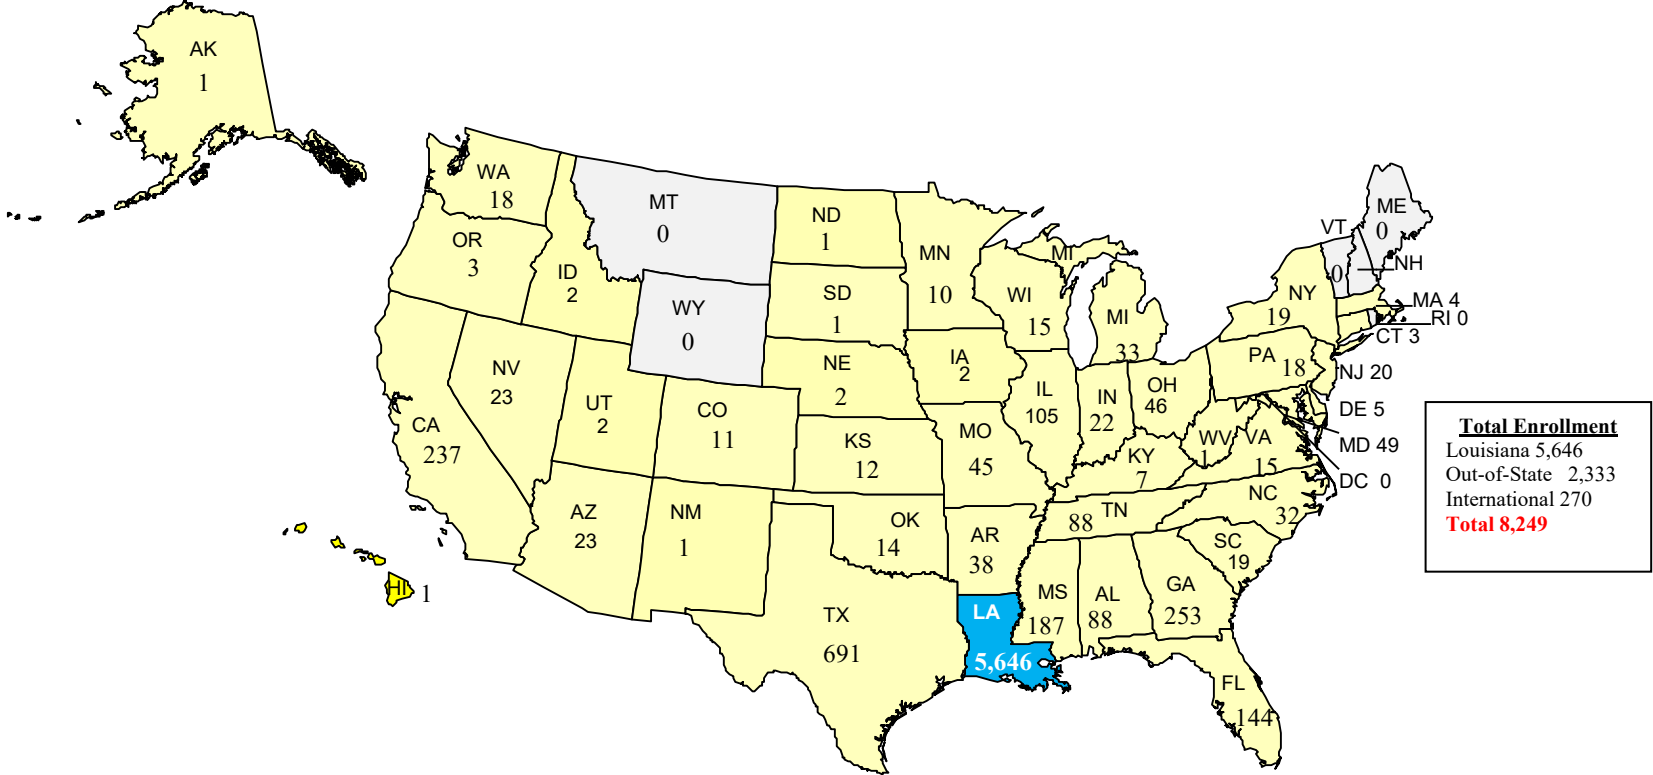 AK
1
WA
18
MT
0
ND
1
MN
10
MI
VT
ME
0
OR
3
ID
2
WY
0
SD
1
WI
15
MI
33
0
NH
NY
19
MA 4
RI 0
CT 3
NV
23
UT
2
CO
11
NE
2
IA
2
IL
105
IN
22
OH
46
PA 18
NJ 20
DE 5
MD 49
DC 0
CA
237
KS
12
MO
45
KY
7
WV
1
VA
15
AZ
23
NM
1
OK
14
AR
38
88 TN
NC
32
SC
19
HI 1
TX
691
LA
5,646
MS
187
AL
88
GA
253
FL
144
Total Enrollment
Louisiana 5,646
Out-of-State 2,333
International 270
Total 8,249